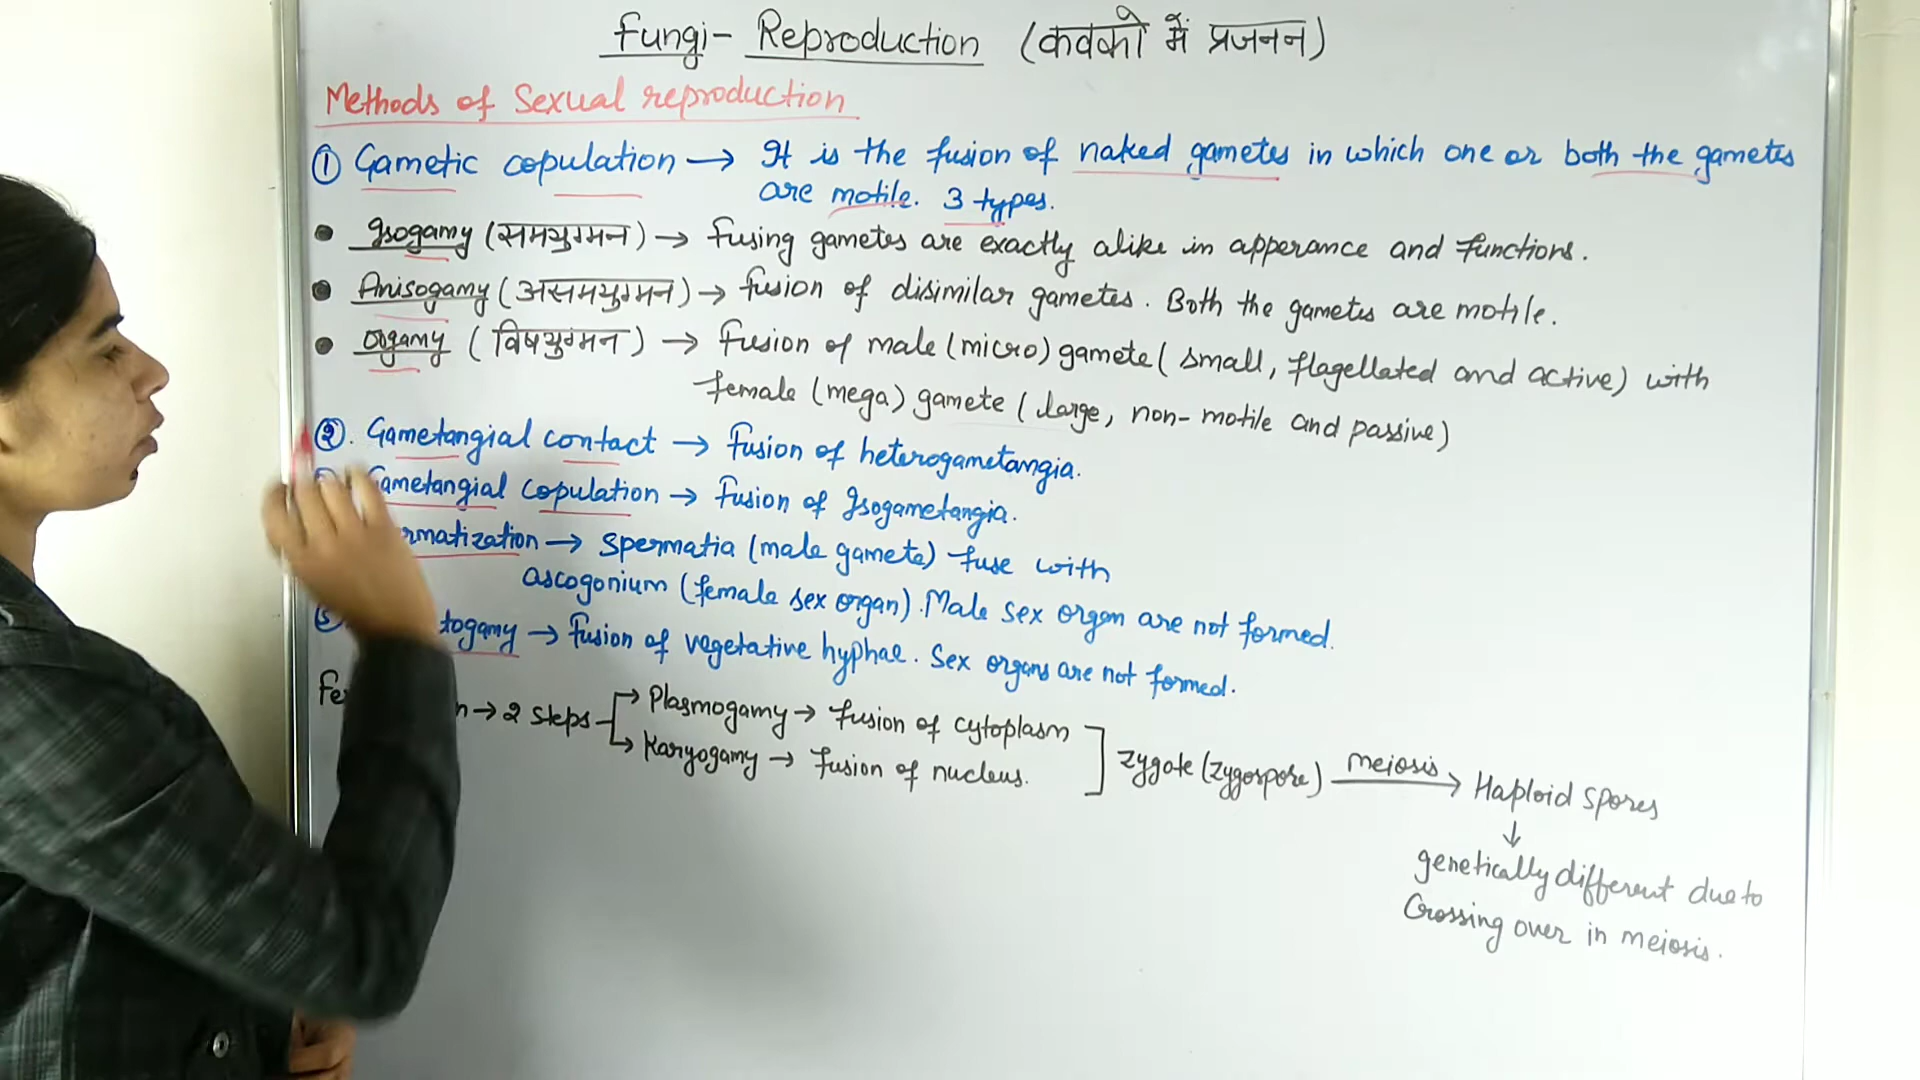 Fungi - Reproduction (कवकों में प्रजनन)
Methods of Sexual reproduction
① Gametic copulation → It is the fusion of naked gametes in which one or both the gametes
are motile. 3 types.
• Isogamy (समयुग्मन) → Fusing gametes are exactly alike in apperance and functions.
• Anisogamy (असमयुग्मन) → fusion of disimilar gametes. Both the gametes are motile.
• Oogamy (विषयुग्मन) → Fusion of male (micro) gamete (small, flagellated and active) with
female (mega) gamete (large, non-motile and passive)
②. Gametangial contact → Fusion of heterogametangia.
Gametangial copulation → Fusion of Isogametangia.
rmatization → Spermatia (male gamete) fuse with
ascogonium (female sex organ). Male sex organ are not formed.
⑤ togamy → fusion of vegetative hyphae. Sex organs are not formed.
Fe n → 2 steps
→ Plasmogamy → fusion of cytoplasm
→ Karyogamy → fusion of nucleus.
] Zygote (Zygospore) meiosis → Haploid spores
↓
genetically different due to
Crossing over in meiosis.